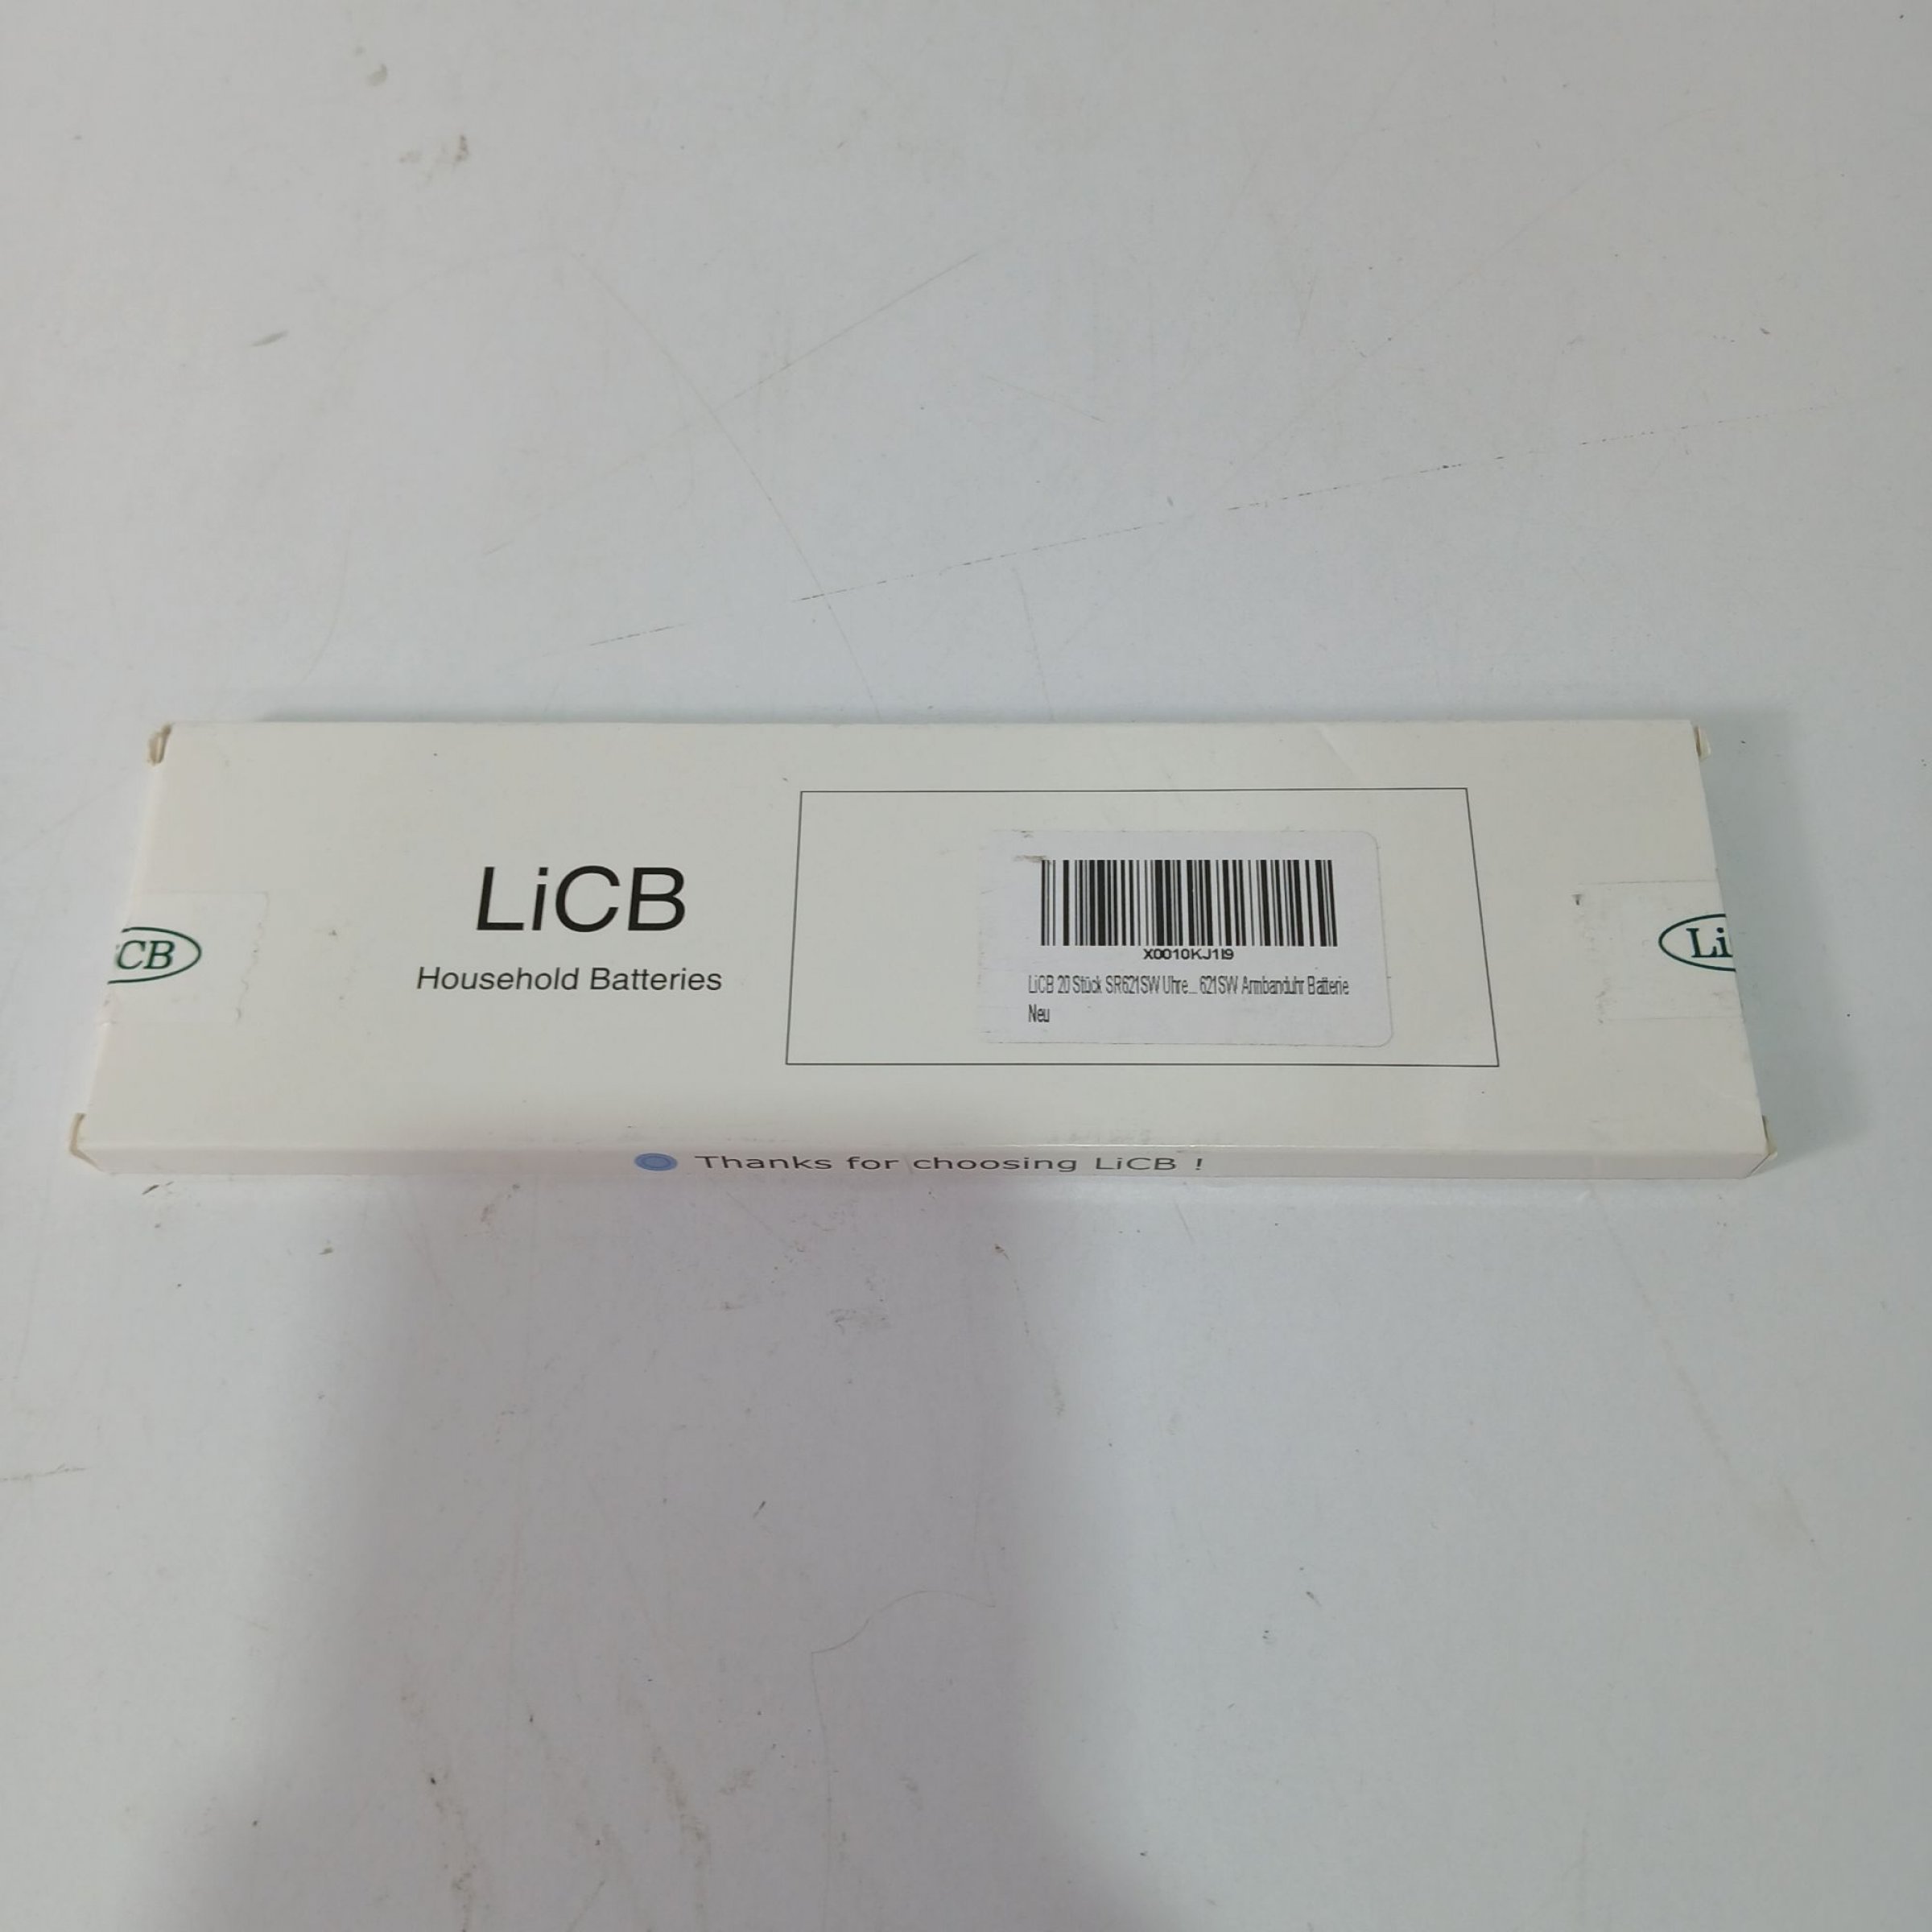 LiCB
Household Batteries
CB
X0010KJ1I9
LiCB 20 Stück SR621SW Uhre... 621SW Armbanduhr Batterie
Neu
Li
Thanks for choosing LiCB !